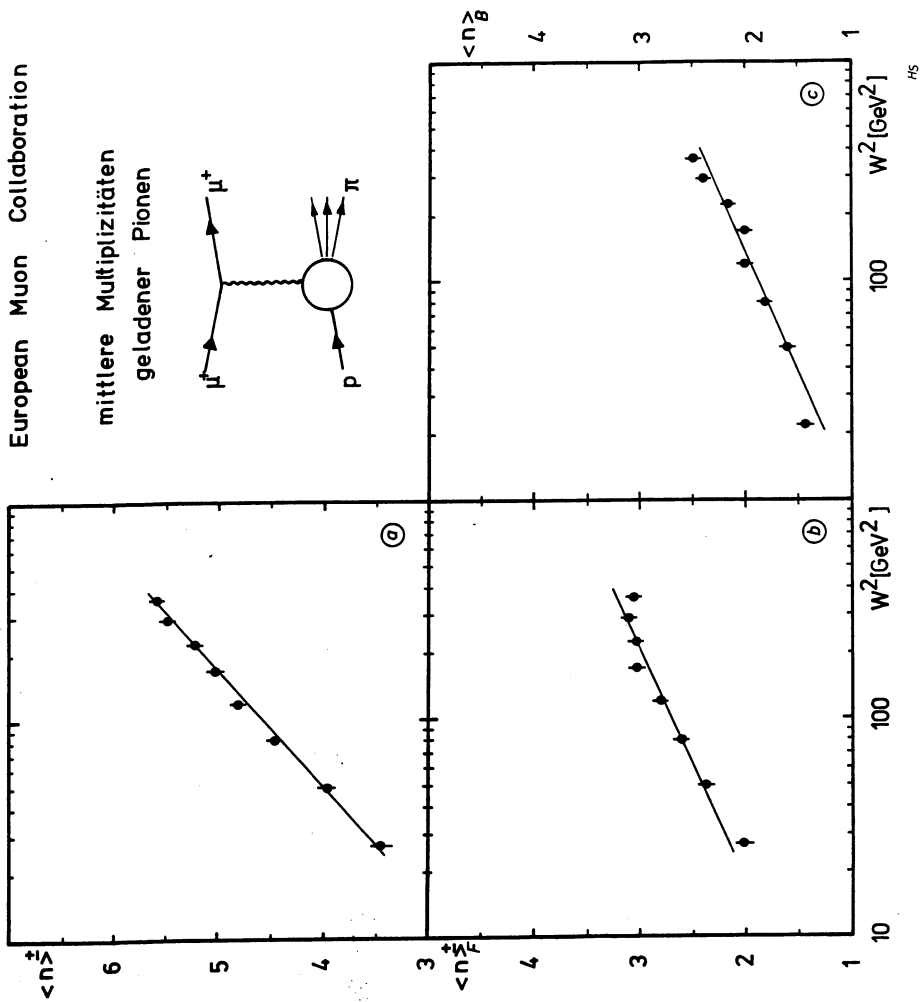 European Muon Collaboration
mittlere Multiplizitäten
geladener Pionen
μ⁺ μ⁺
p π
<n>±
6
5
4
3
ⓐ
<n>±F
4
3
2
1
10 100 W²[GeV²]
ⓑ
<n>B
4
3
2
1
100 W²[GeV²]
ⓒ
HS